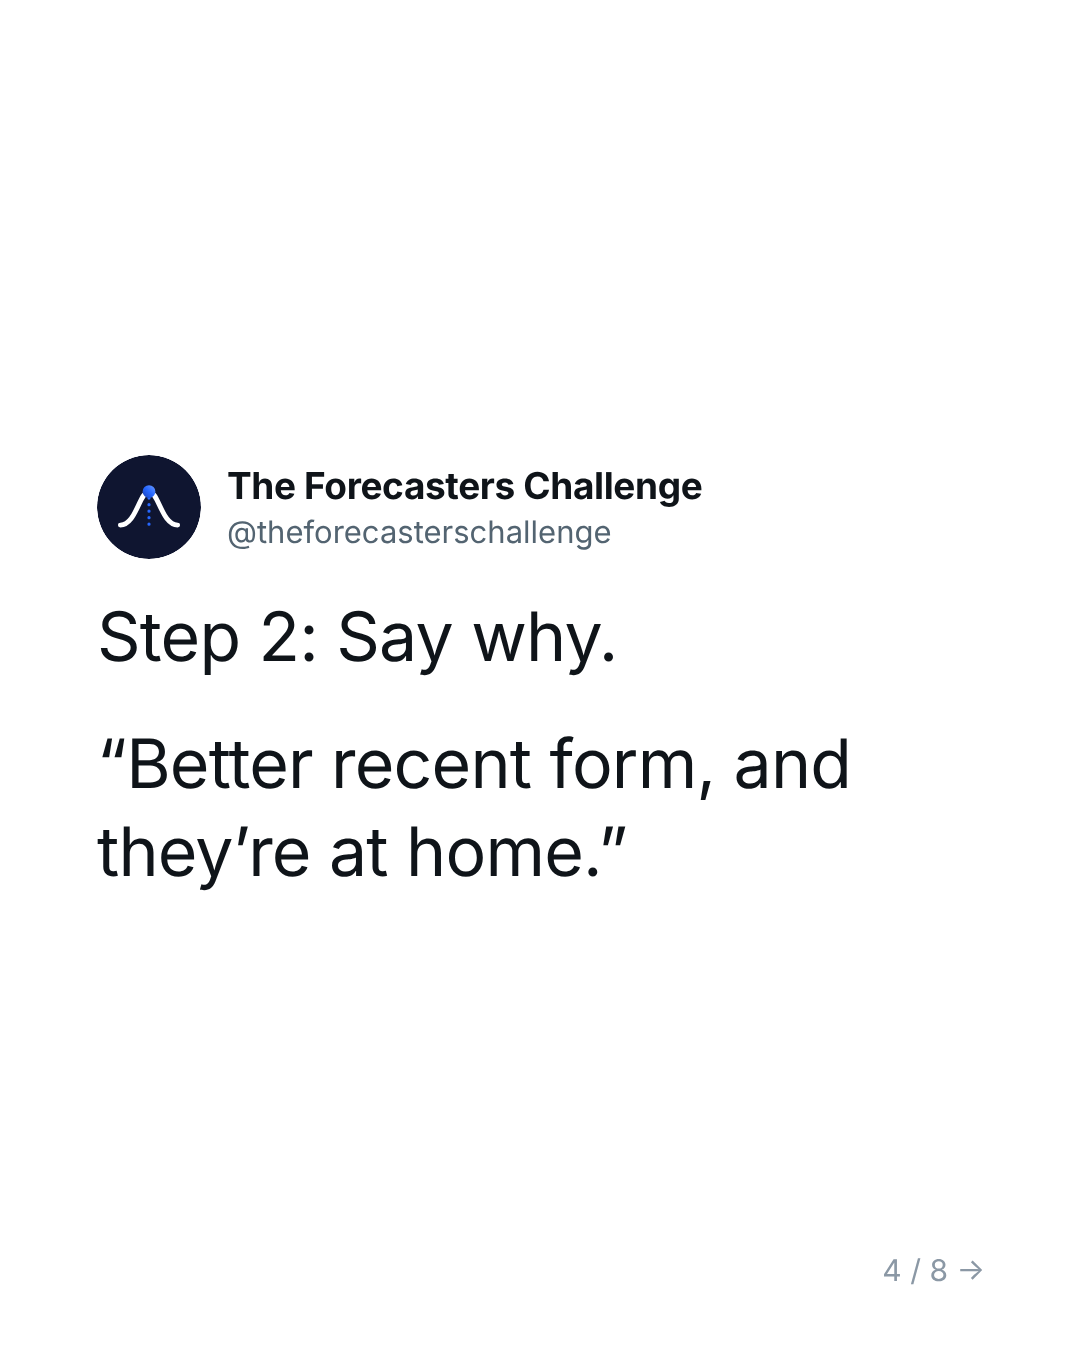 The Forecasters Challenge
@theforecasterschallenge
Step 2: Say why.
“Better recent form, and
they’re at home.”
4 / 8 →